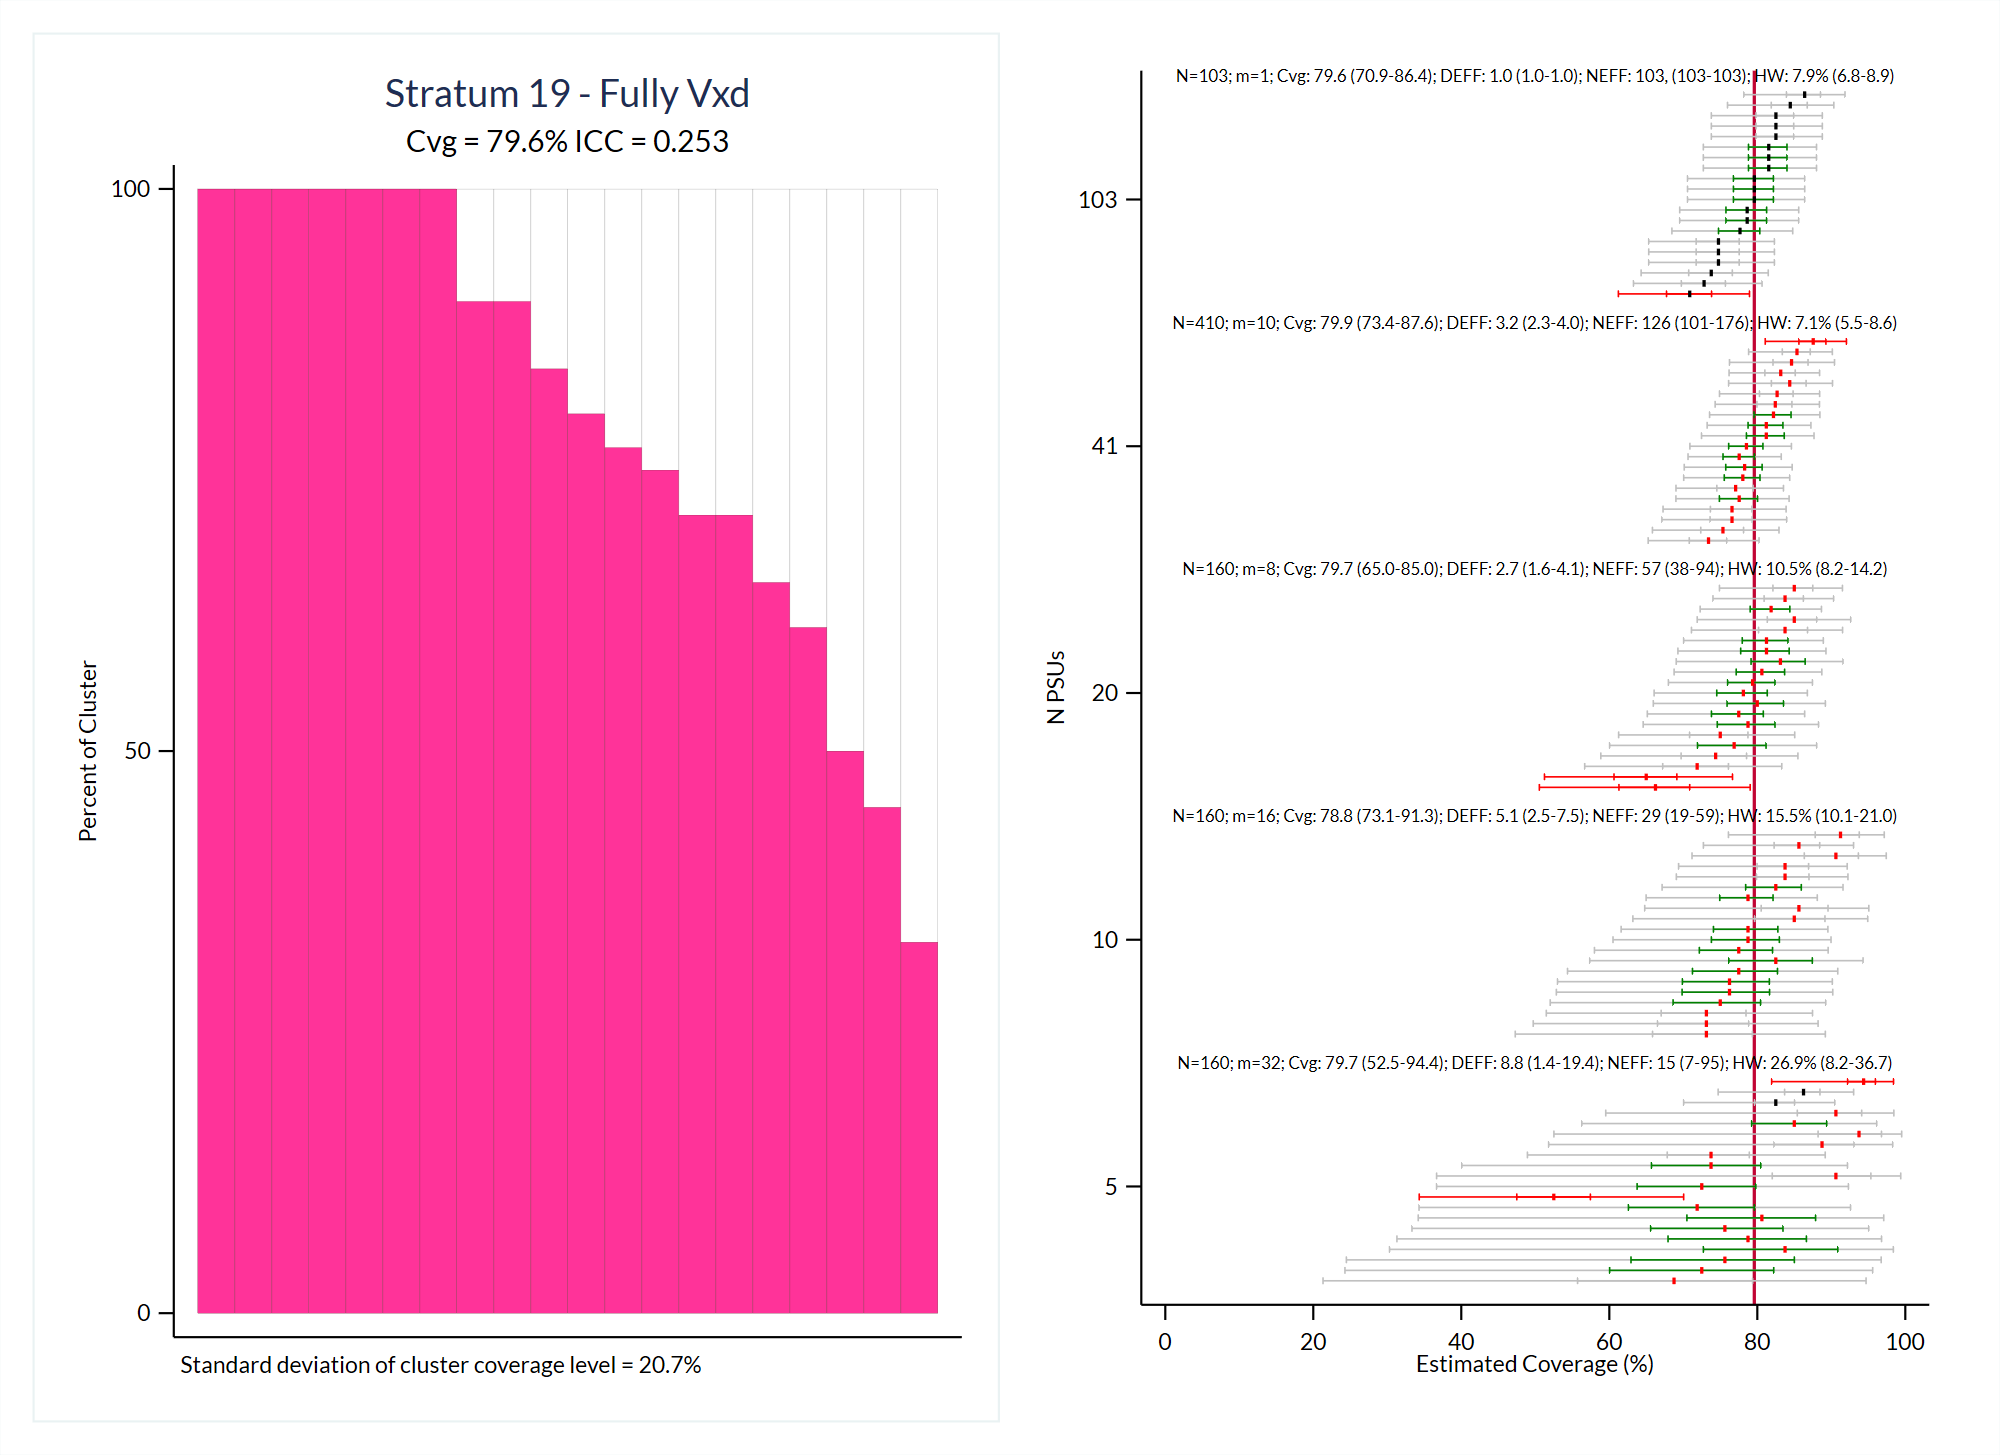 Stratum 19 - Fully Vxd
Cvg = 79.6% ICC = 0.253
100
50
0
Percent of Cluster
Standard deviation of cluster coverage level = 20.7%
N=103; m=1; Cvg: 79.6 (70.9-86.4); DEFF: 1.0 (1.0-1.0); NEFF: 103, (103-103); HW: 7.9% (6.8-8.9)
103
N=410; m=10; Cvg: 79.9 (73.4-87.6); DEFF: 3.2 (2.3-4.0); NEFF: 126 (101-176); HW: 7.1% (5.5-8.6)
41
N=160; m=8; Cvg: 79.7 (65.0-85.0); DEFF: 2.7 (1.6-4.1); NEFF: 57 (38-94); HW: 10.5% (8.2-14.2)
N PSUs
20
N=160; m=16; Cvg: 78.8 (73.1-91.3); DEFF: 5.1 (2.5-7.5); NEFF: 29 (19-59); HW: 15.5% (10.1-21.0)
10
N=160; m=32; Cvg: 79.7 (52.5-94.4); DEFF: 8.8 (1.4-19.4); NEFF: 15 (7-95); HW: 26.9% (8.2-36.7)
5
0 20 40 60 80 100
Estimated Coverage (%)